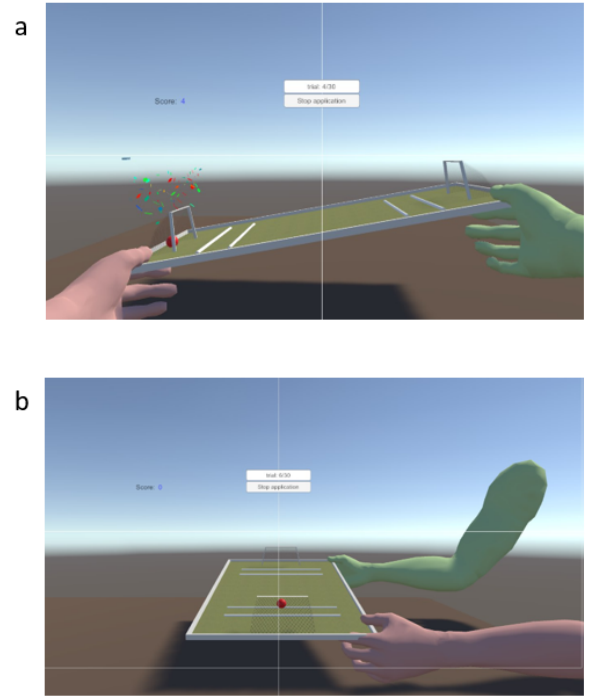 a
trial: 4/30
Score: 4
Stop application
b
trial: 6/30
Score: 0
Stop application